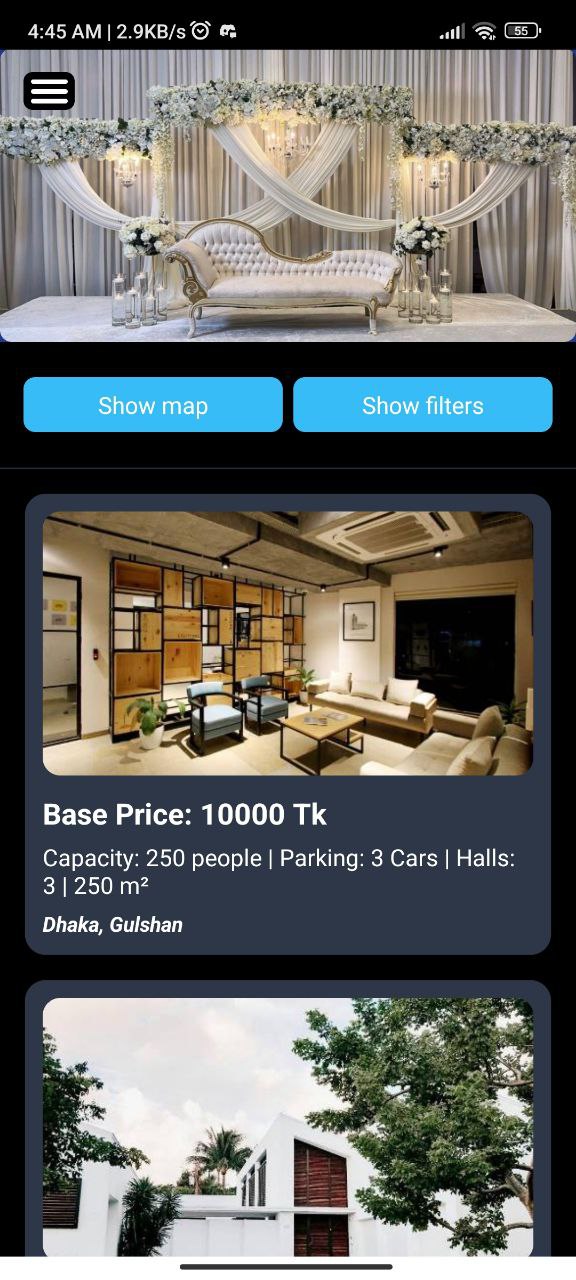 4:45 AM | 2.9KB/s
55
Show map
Show filters
Base Price: 10000 Tk
Capacity: 250 people | Parking: 3 Cars | Halls:
3 | 250 m²
Dhaka, Gulshan